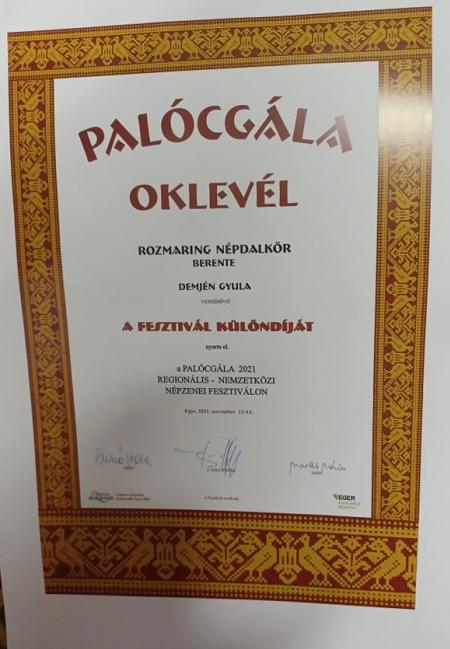 PALÓCGÁLA
OKLEVÉL
ROZMARING NÉPDALKÖR
BERENTE
DEMJÉN GYULA
vezetésével
A FESZTIVÁL KÜLÖNDÍJÁT
nyerte el.
a PALÓCGÁLA 2021
REGIONÁLIS - NEMZETKÖZI
NÉPZENEI FESZTIVÁLON
Eger, 2021. november 13-14.
EGER